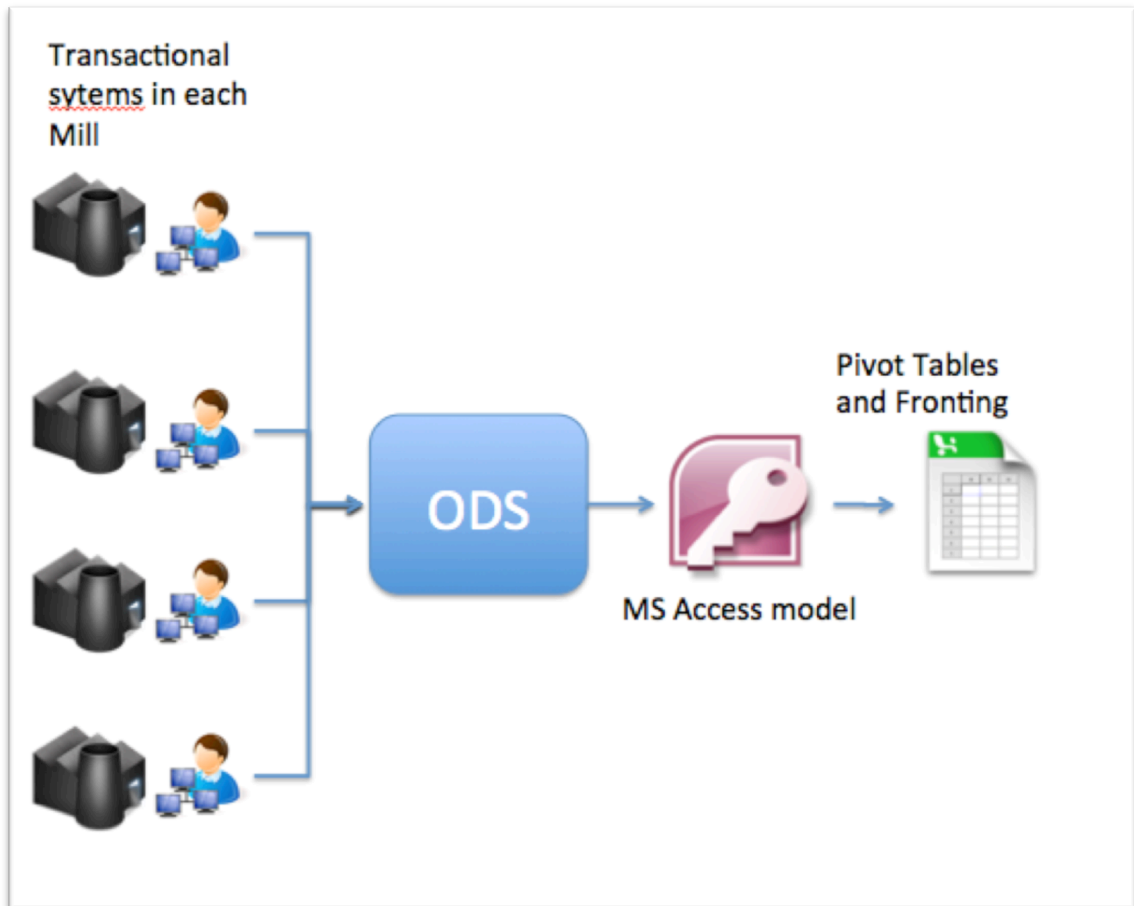 Transactional
sytems in each
Mill
Pivot Tables
and Fronting
ODS
MS Access model